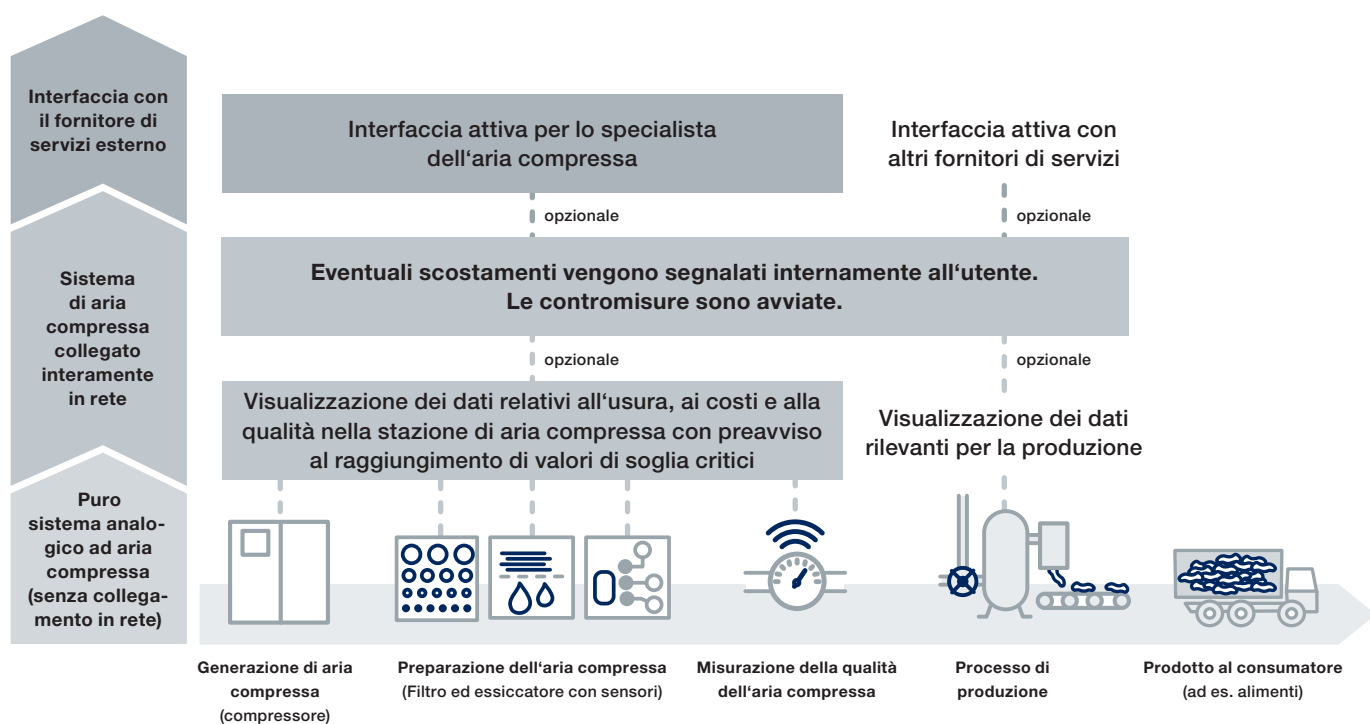 Interfaccia con
il fornitore di
servizi esterno
Interfaccia attiva per lo specialista
dell‘aria compressa
Interfaccia attiva con
altri fornitori di servizi
opzionale
opzionale
Sistema
di aria
compressa
collegato
interamente
in rete
Eventuali scostamenti vengono segnalati internamente all‘utente.
Le contromisure sono avviate.
opzionale
opzionale
Visualizzazione dei dati relativi all‘usura, ai costi e alla
qualità nella stazione di aria compressa con preavviso
al raggiungimento di valori di soglia critici
Visualizzazione dei dati
rilevanti per la produzione
Puro
sistema analo-
gico ad aria
compressa
(senza collega-
mento in rete)
Generazione di aria
compressa
(compressore)
Preparazione dell‘aria compressa
(Filtro ed essiccatore con sensori)
Misurazione della qualità
dell‘aria compressa
Processo di
produzione
Prodotto al consumatore
(ad es. alimenti)